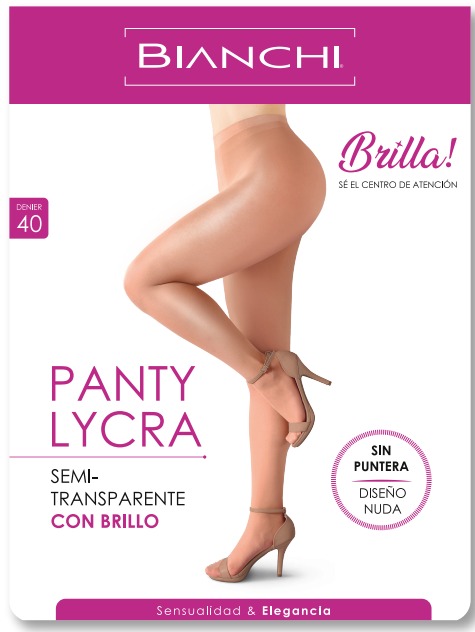 BIANCHI
Brilla!
SÉ EL CENTRO DE ATENCIÓN
DENIER
40
PANTY
LYCRA
SEMI-
TRANSPARENTE
CON BRILLO
SIN
PUNTERA
DISEÑO
NUDA
Sensualidad & Elegancia